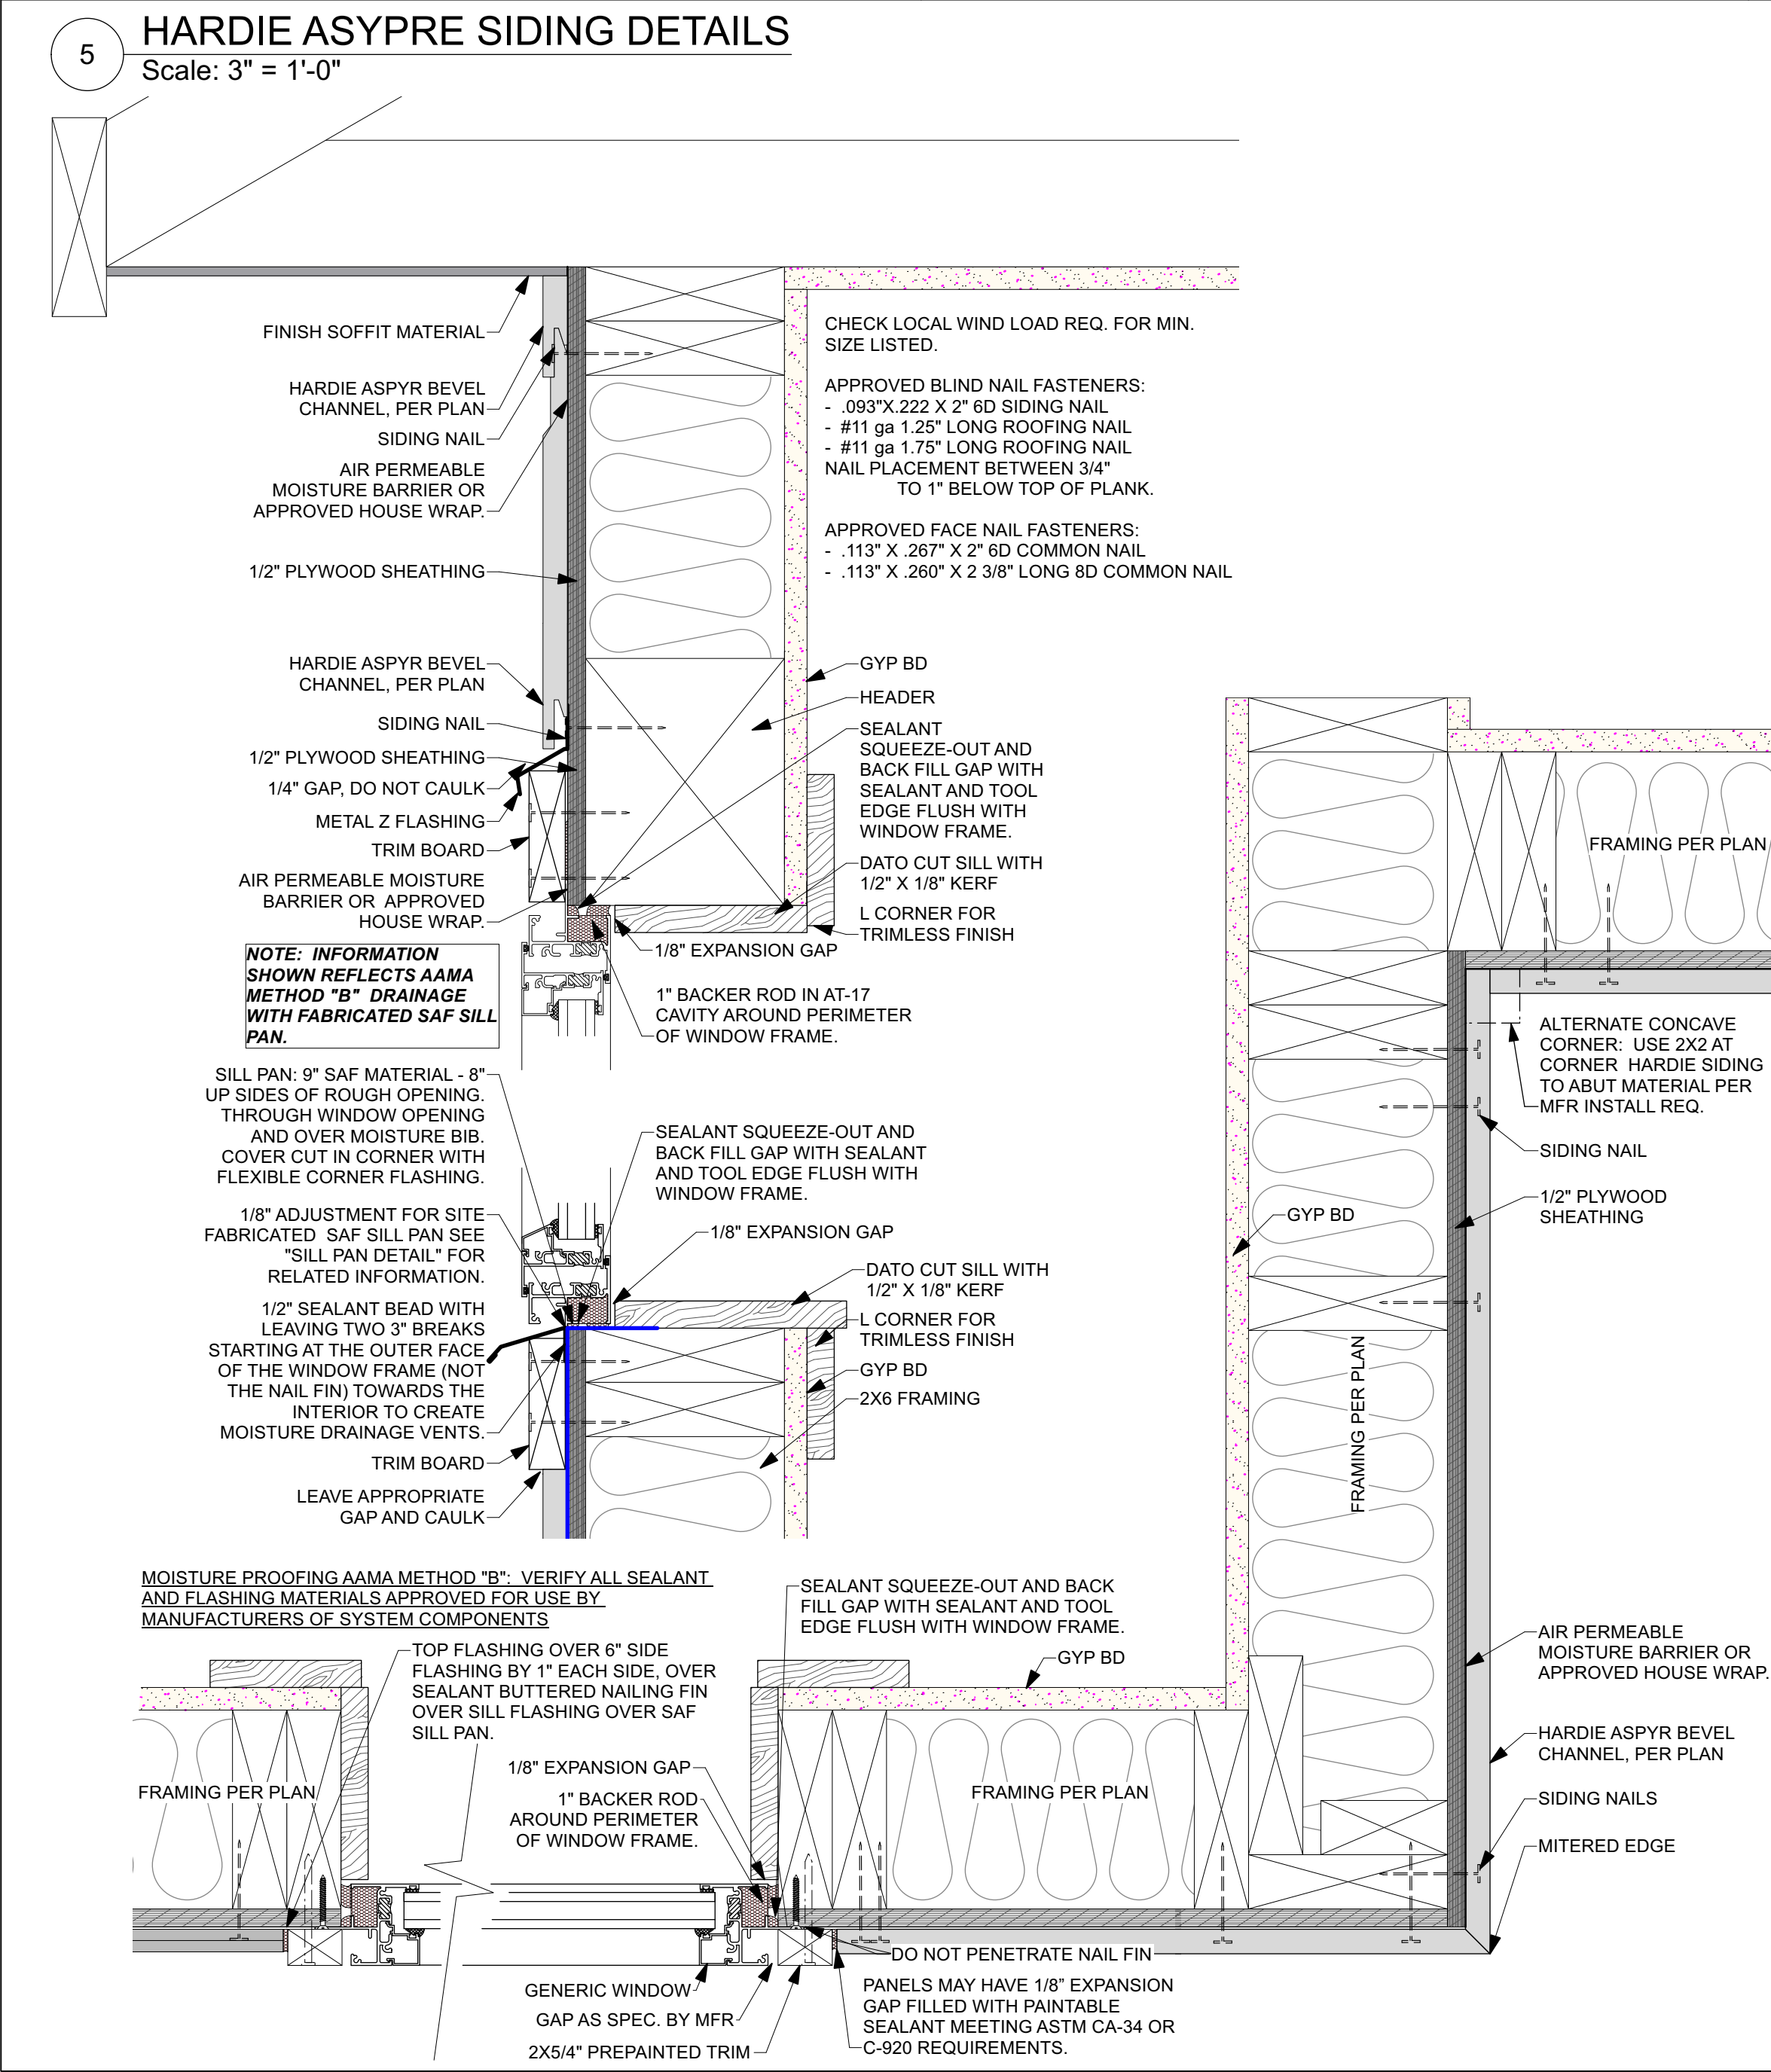 5
HARDIE ASYPRE SIDING DETAILS
Scale: 3" = 1'-0"
FINISH SOFFIT MATERIAL
HARDIE ASPYR BEVEL
CHANNEL, PER PLAN
SIDING NAIL
AIR PERMEABLE
MOISTURE BARRIER OR
APPROVED HOUSE WRAP.
1/2" PLYWOOD SHEATHING
HARDIE ASPYR BEVEL
CHANNEL, PER PLAN
SIDING NAIL
1/2" PLYWOOD SHEATHING
1/4" GAP, DO NOT CAULK
METAL Z FLASHING
TRIM BOARD
AIR PERMEABLE MOISTURE
BARRIER OR APPROVED
HOUSE WRAP.
NOTE: INFORMATION
SHOWN REFLECTS AAMA
METHOD "B" DRAINAGE
WITH FABRICATED SAF SILL
PAN.
SILL PAN: 9" SAF MATERIAL - 8"
UP SIDES OF ROUGH OPENING.
THROUGH WINDOW OPENING
AND OVER MOISTURE BIB.
COVER CUT IN CORNER WITH
FLEXIBLE CORNER FLASHING.
1/8" ADJUSTMENT FOR SITE
FABRICATED SAF SILL PAN SEE
"SILL PAN DETAIL" FOR
RELATED INFORMATION.
1/2" SEALANT BEAD WITH
LEAVING TWO 3" BREAKS
STARTING AT THE OUTER FACE
OF THE WINDOW FRAME (NOT
THE NAIL FIN) TOWARDS THE
INTERIOR TO CREATE
MOISTURE DRAINAGE VENTS.
TRIM BOARD
LEAVE APPROPRIATE
GAP AND CAULK
CHECK LOCAL WIND LOAD REQ. FOR MIN.
SIZE LISTED.
APPROVED BLIND NAIL FASTENERS:
- .093"X.222 X 2" 6D SIDING NAIL
- #11 ga 1.25" LONG ROOFING NAIL
- #11 ga 1.75" LONG ROOFING NAIL
NAIL PLACEMENT BETWEEN 3/4"
TO 1" BELOW TOP OF PLANK.
APPROVED FACE NAIL FASTENERS:
- .113" X .267" X 2" 6D COMMON NAIL
- .113" X .260" X 2 3/8" LONG 8D COMMON NAIL
GYP BD
HEADER
SEALANT
SQUEEZE-OUT AND
BACK FILL GAP WITH
SEALANT AND TOOL
EDGE FLUSH WITH
WINDOW FRAME.
DATO CUT SILL WITH
1/2" X 1/8" KERF
L CORNER FOR
TRIMLESS FINISH
1/8" EXPANSION GAP
1" BACKER ROD IN AT-17
CAVITY AROUND PERIMETER
OF WINDOW FRAME.
SEALANT SQUEEZE-OUT AND
BACK FILL GAP WITH SEALANT
AND TOOL EDGE FLUSH WITH
WINDOW FRAME.
1/8" EXPANSION GAP
DATO CUT SILL WITH
1/2" X 1/8" KERF
L CORNER FOR
TRIMLESS FINISH
GYP BD
2X6 FRAMING
FRAMING PER PLAN
ALTERNATE CONCAVE
CORNER: USE 2X2 AT
CORNER HARDIE SIDING
TO ABUT MATERIAL PER
MFR INSTALL REQ.
SIDING NAIL
1/2" PLYWOOD
SHEATHING
GYP BD
FRAMING PER PLAN
AIR PERMEABLE
MOISTURE BARRIER OR
APPROVED HOUSE WRAP.
HARDIE ASPYR BEVEL
CHANNEL, PER PLAN
SIDING NAILS
MITERED EDGE
MOISTURE PROOFING AAMA METHOD "B": VERIFY ALL SEALANT
AND FLASHING MATERIALS APPROVED FOR USE BY
MANUFACTURERS OF SYSTEM COMPONENTS
TOP FLASHING OVER 6" SIDE
FLASHING BY 1" EACH SIDE, OVER
SEALANT BUTTERED NAILING FIN
OVER SILL FLASHING OVER SAF
SILL PAN.
SEALANT SQUEEZE-OUT AND BACK
FILL GAP WITH SEALANT AND TOOL
EDGE FLUSH WITH WINDOW FRAME.
GYP BD
1/8" EXPANSION GAP
1" BACKER ROD
AROUND PERIMETER
OF WINDOW FRAME.
FRAMING PER PLAN
FRAMING PER PLAN
DO NOT PENETRATE NAIL FIN
GENERIC WINDOW
GAP AS SPEC. BY MFR
2X5/4" PREPAINTED TRIM
PANELS MAY HAVE 1/8” EXPANSION
GAP FILLED WITH PAINTABLE
SEALANT MEETING ASTM CA-34 OR
C-920 REQUIREMENTS.